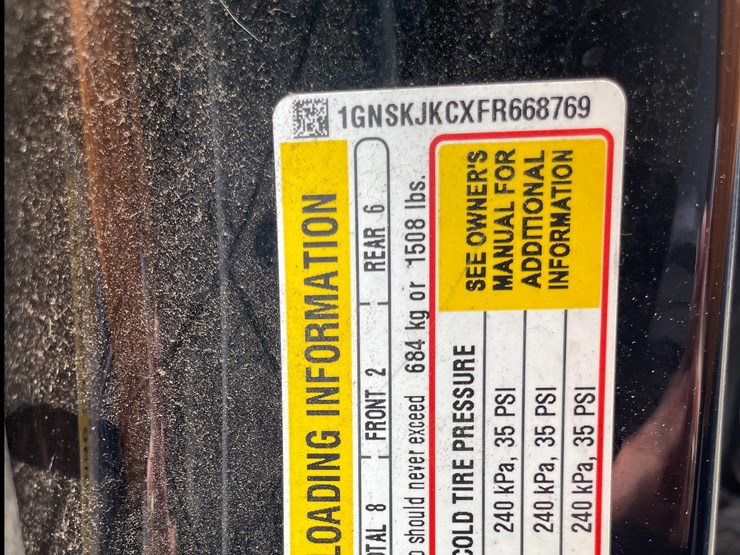 1GNSKJKCXFR668769
LOADING INFORMATION
TOTAL 8 FRONT 2 REAR 6
should never exceed 684 kg or 1508 lbs.
COLD TIRE PRESSURE
240 kPa, 35 PSI
240 kPa, 35 PSI
240 kPa, 35 PSI
SEE OWNER'S
MANUAL FOR
ADDITIONAL
INFORMATION